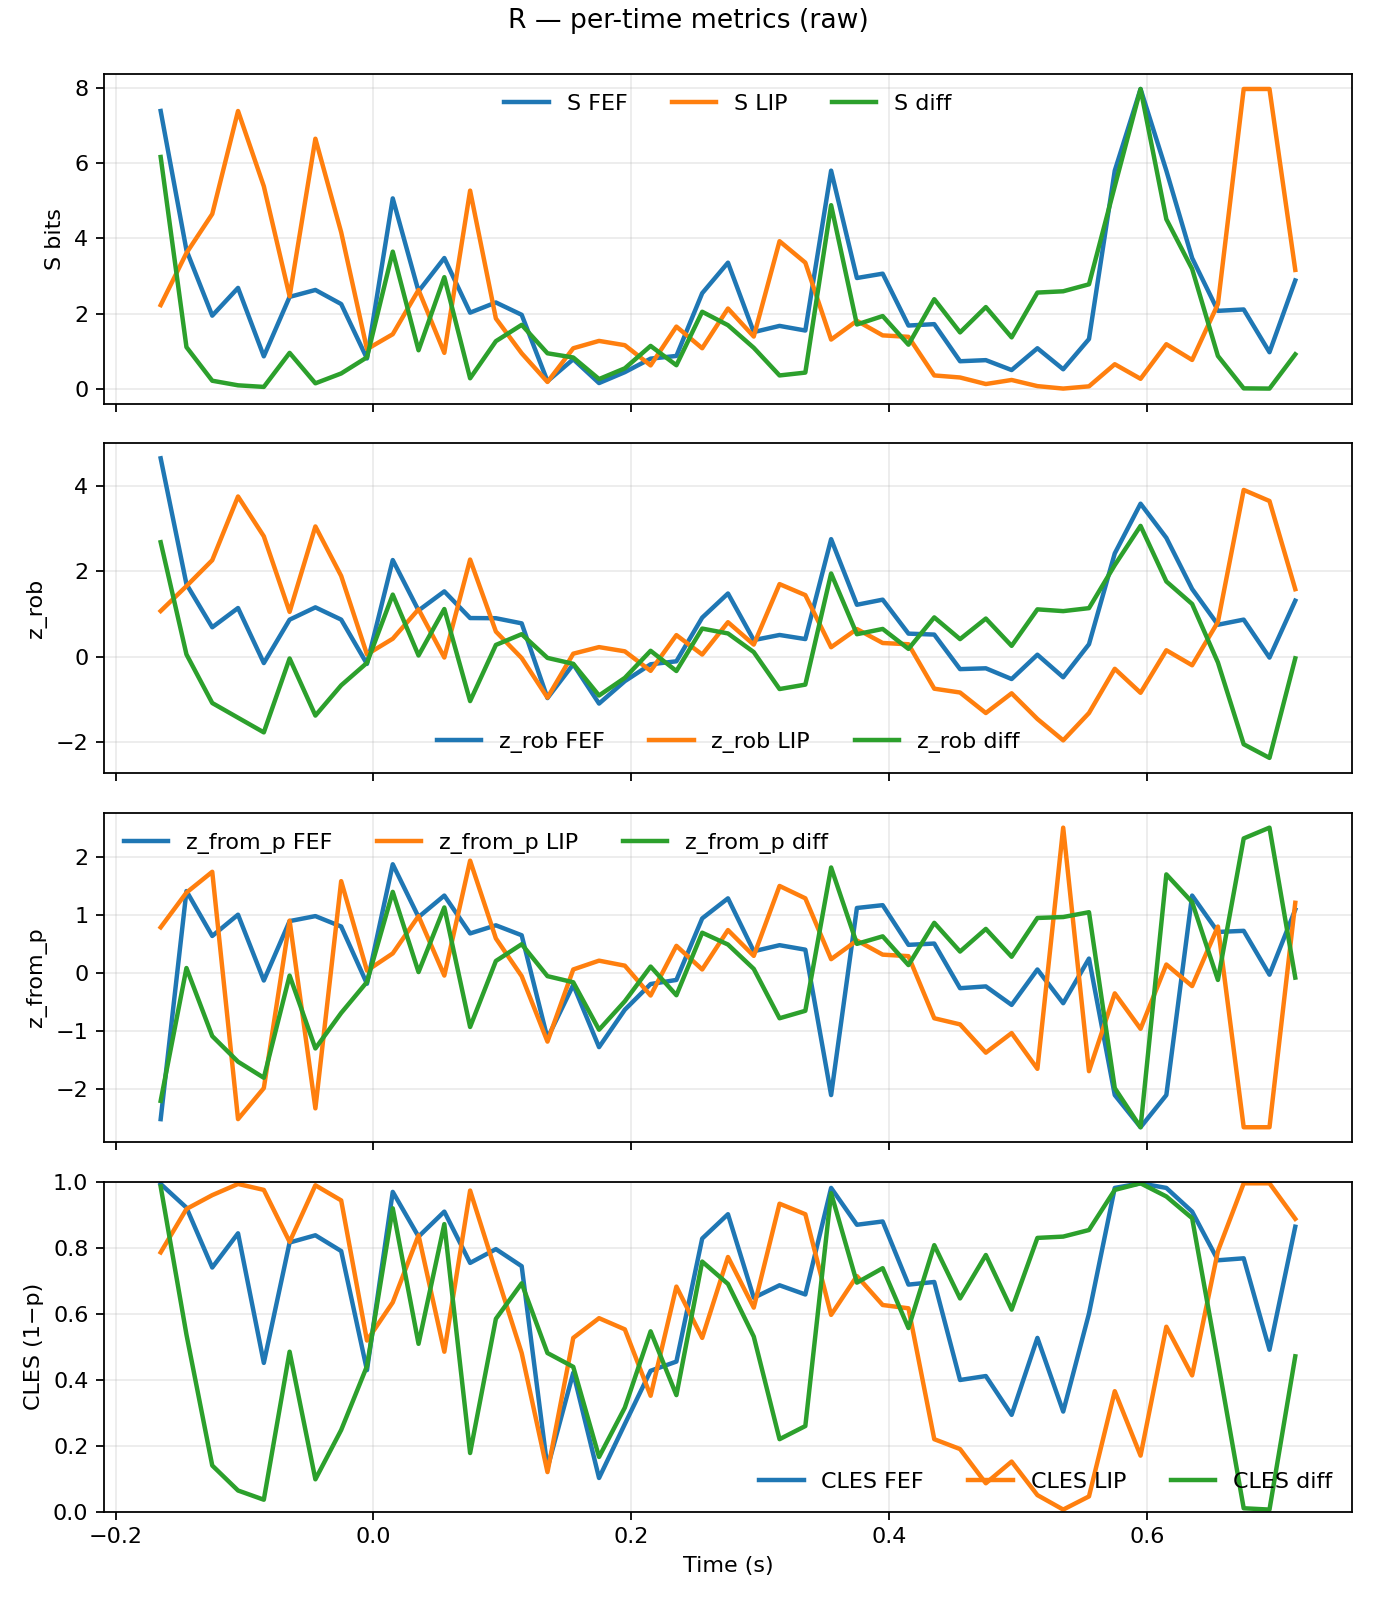 R — per-time metrics (raw)
S FEF S LIP S diff
8
6
4
2
0
S bits
4
2
0
−2
z_rob
z_rob FEF z_rob LIP z_rob diff
z_from_p FEF z_from_p LIP z_from_p diff
2
1
0
−1
−2
z_from_p
1.0
0.8
0.6
0.4
0.2
0.0
CLES (1−p)
CLES FEF CLES LIP CLES diff
−0.2 0.0 0.2 0.4 0.6
Time (s)